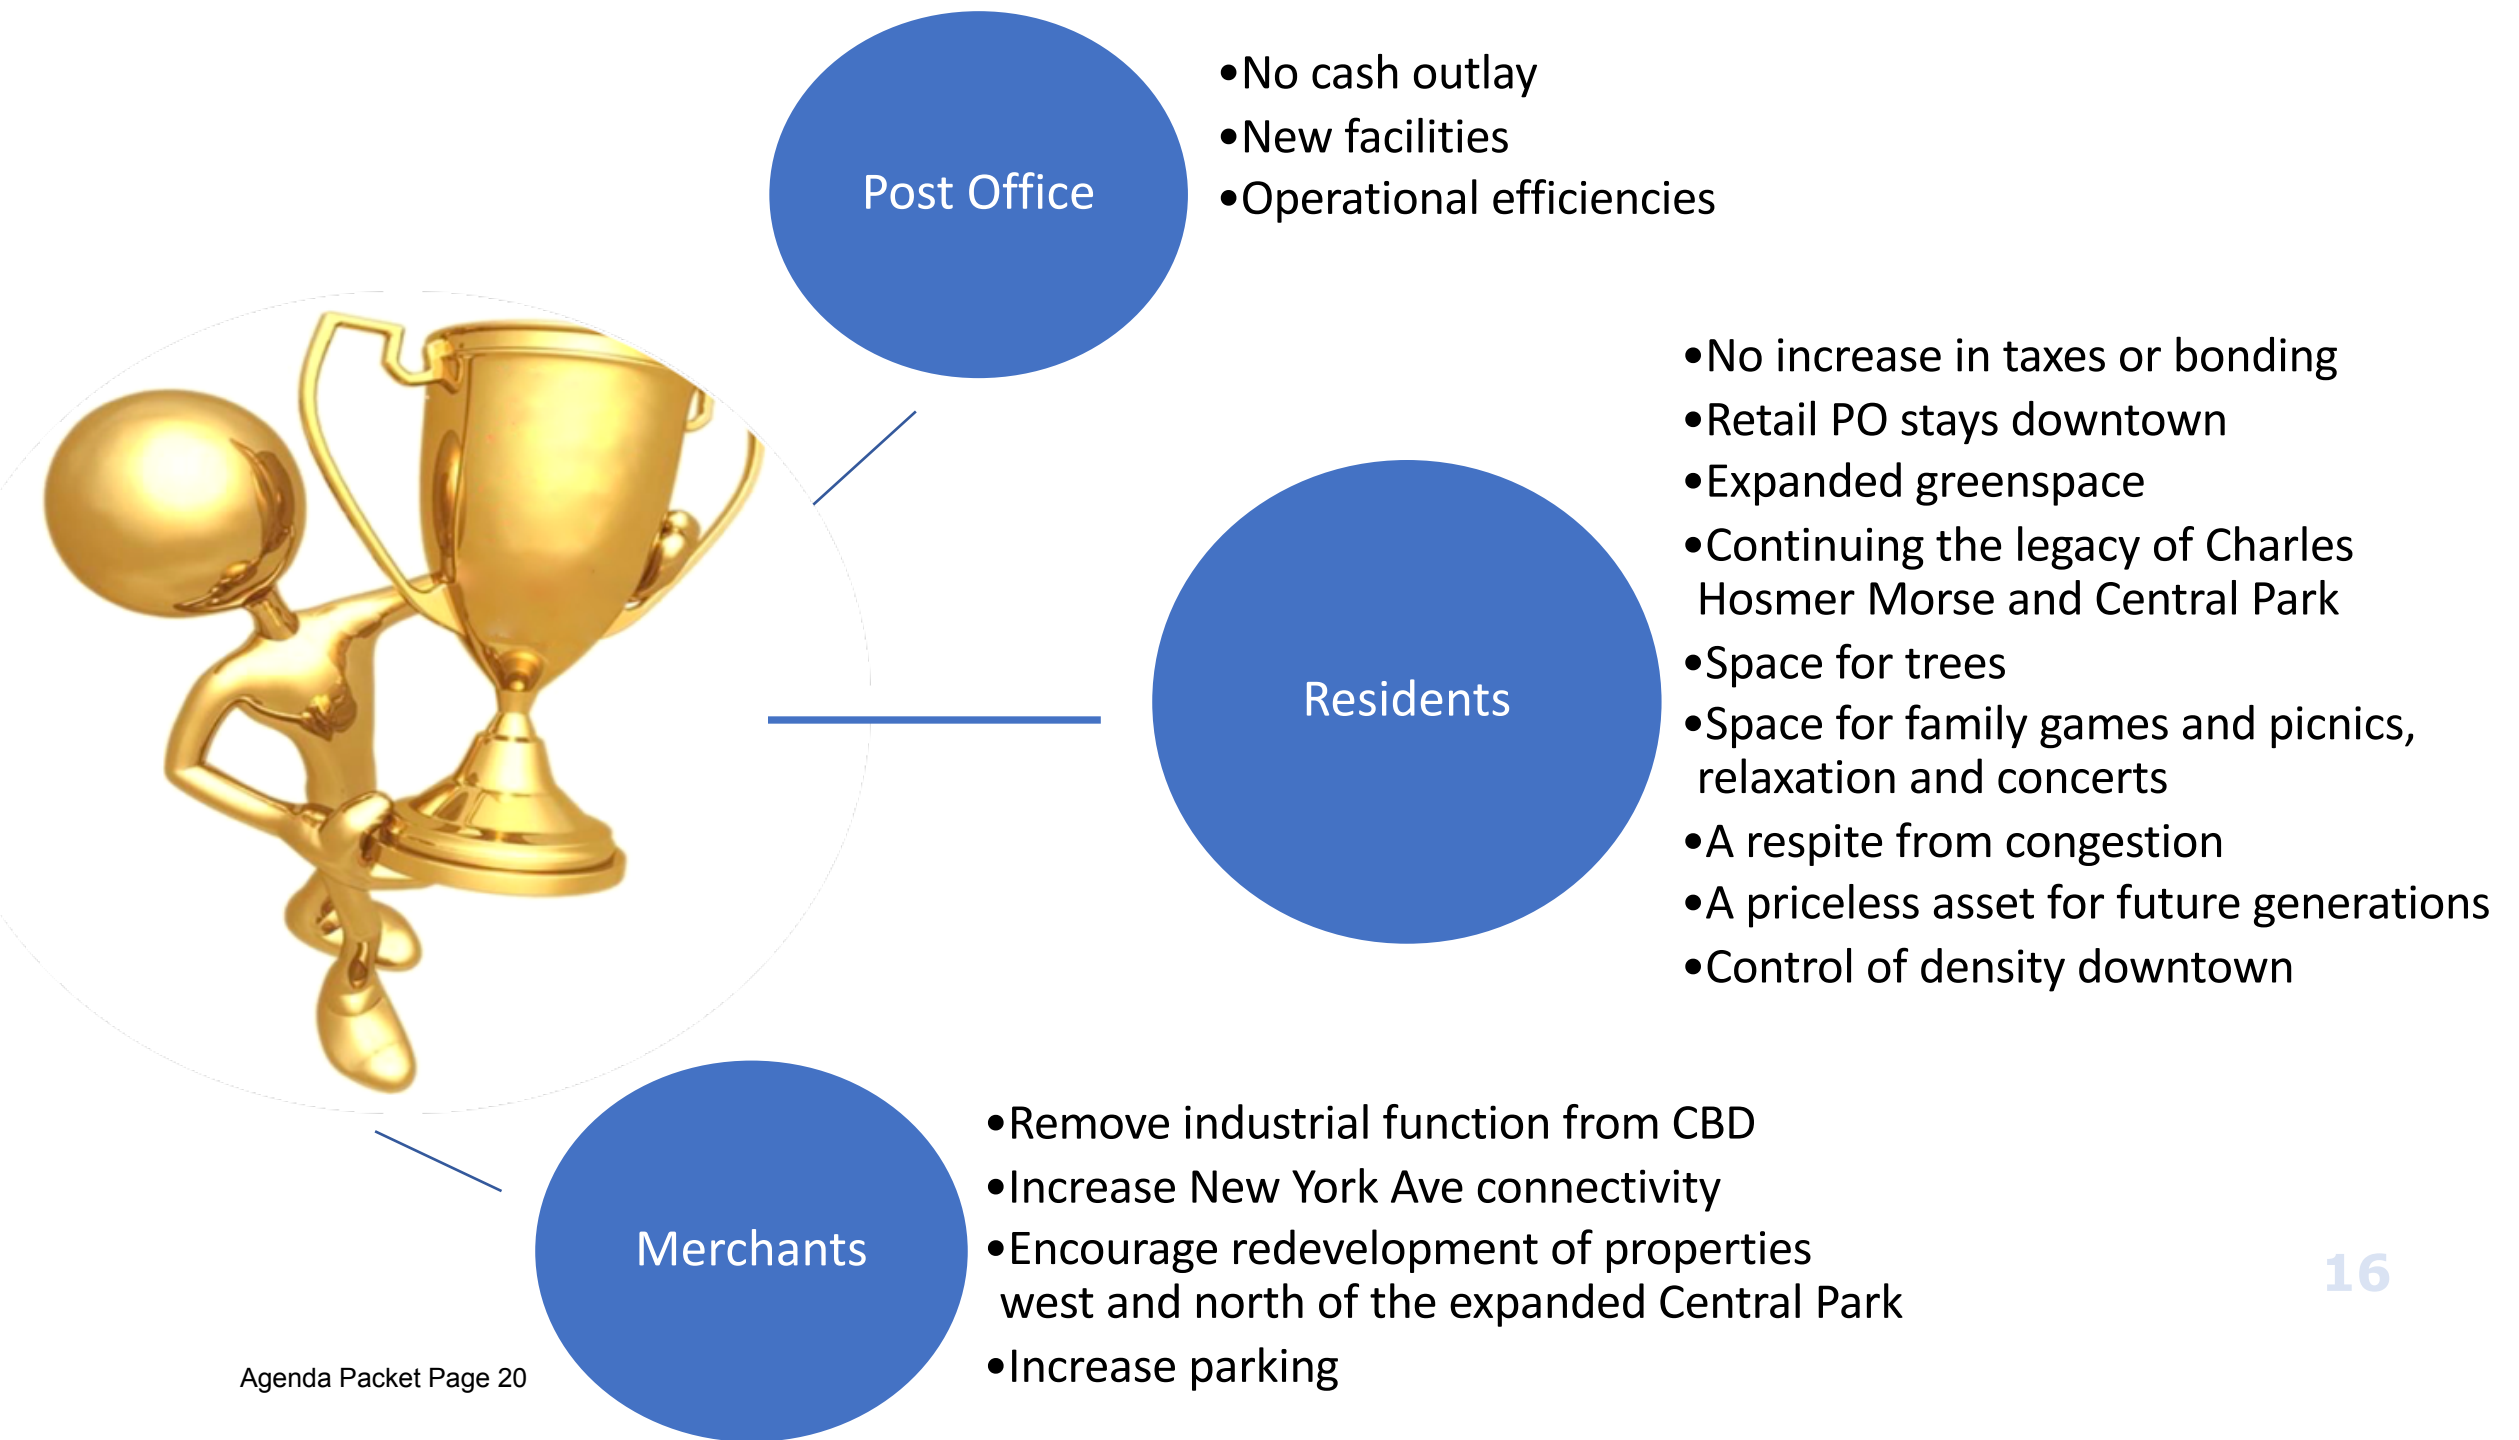 Post Office
•No cash outlay
•New facilities
•Operational efficiencies
Residents
•No increase in taxes or bonding
•Retail PO stays downtown
•Expanded greenspace
•Continuing the legacy of Charles
Hosmer Morse and Central Park
•Space for trees
•Space for family games and picnics,
relaxation and concerts
•A respite from congestion
•A priceless asset for future generations
•Control of density downtown
Merchants
•Remove industrial function from CBD
•Increase New York Ave connectivity
•Encourage redevelopment of properties
west and north of the expanded Central Park
•Increase parking
16
Agenda Packet Page 20